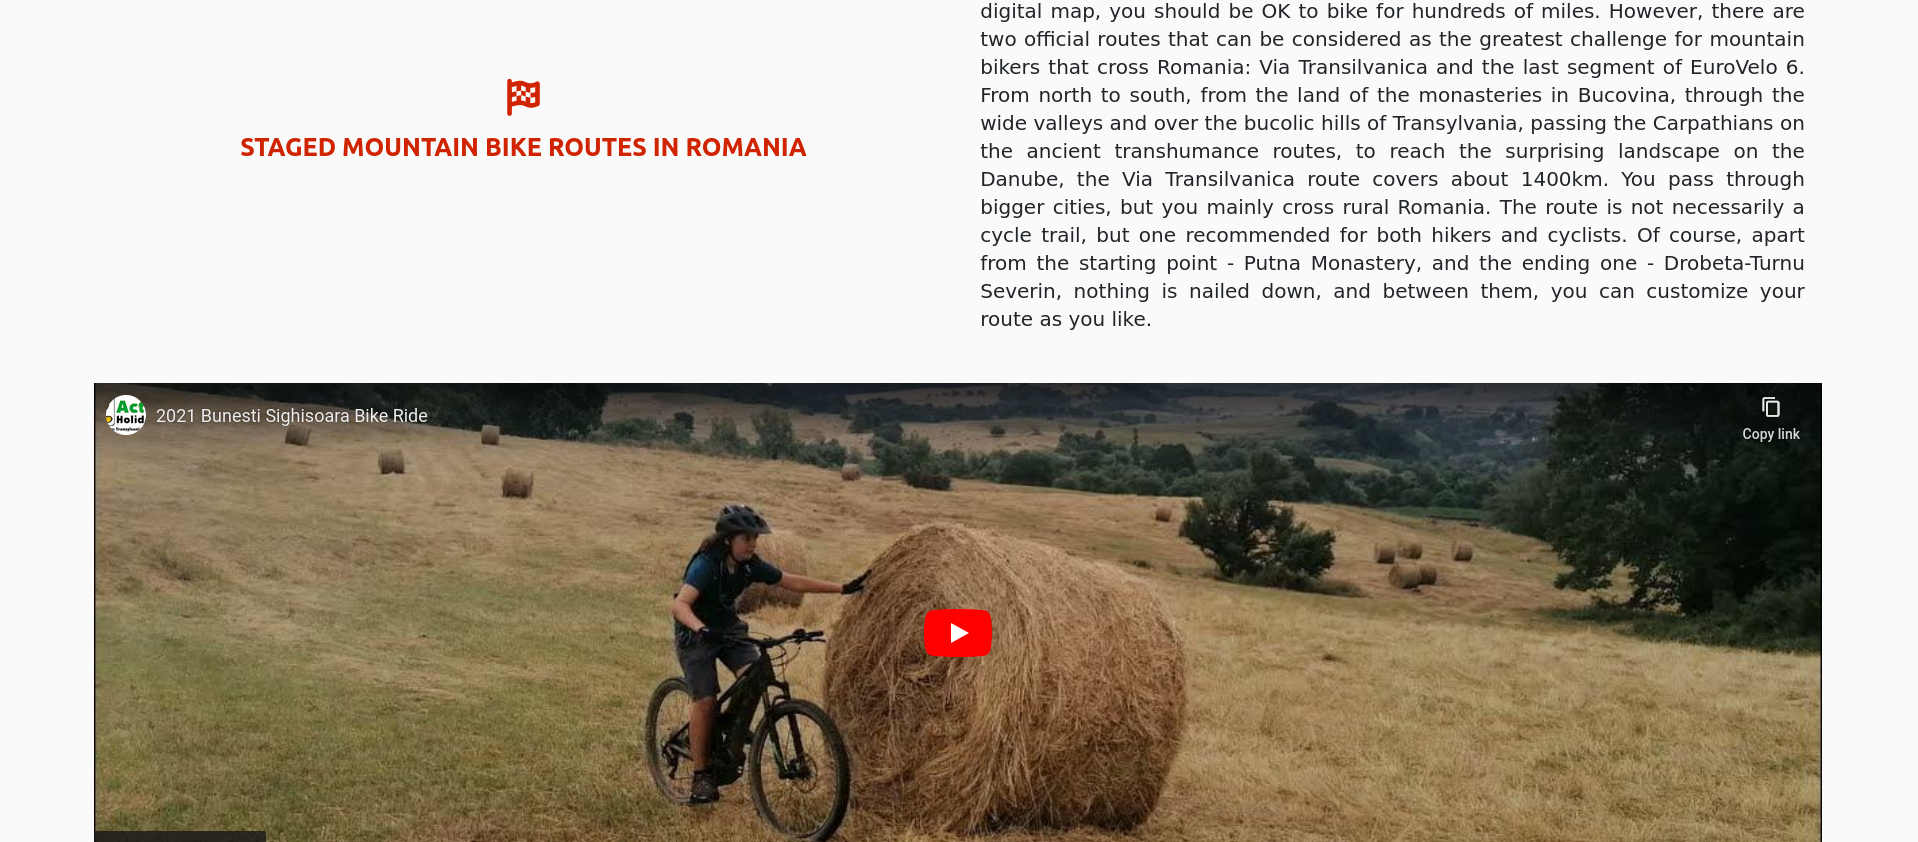 digital map, you should be OK to bike for hundreds of miles. However, there are
two official routes that can be considered as the greatest challenge for mountain
bikers that cross Romania: Via Transilvanica and the last segment of EuroVelo 6.
From north to south, from the land of the monasteries in Bucovina, through the
wide valleys and over the bucolic hills of Transylvania, passing the Carpathians on
the ancient transhumance routes, to reach the surprising landscape on the
Danube, the Via Transilvanica route covers about 1400km. You pass through
bigger cities, but you mainly cross rural Romania. The route is not necessarily a
cycle trail, but one recommended for both hikers and cyclists. Of course, apart
from the starting point - Putna Monastery, and the ending one - Drobeta-Turnu
Severin, nothing is nailed down, and between them, you can customize your
route as you like.
STAGED MOUNTAIN BIKE ROUTES IN ROMANIA
Act
Holid
2021 Bunesti Sighisoara Bike Ride
Copy link